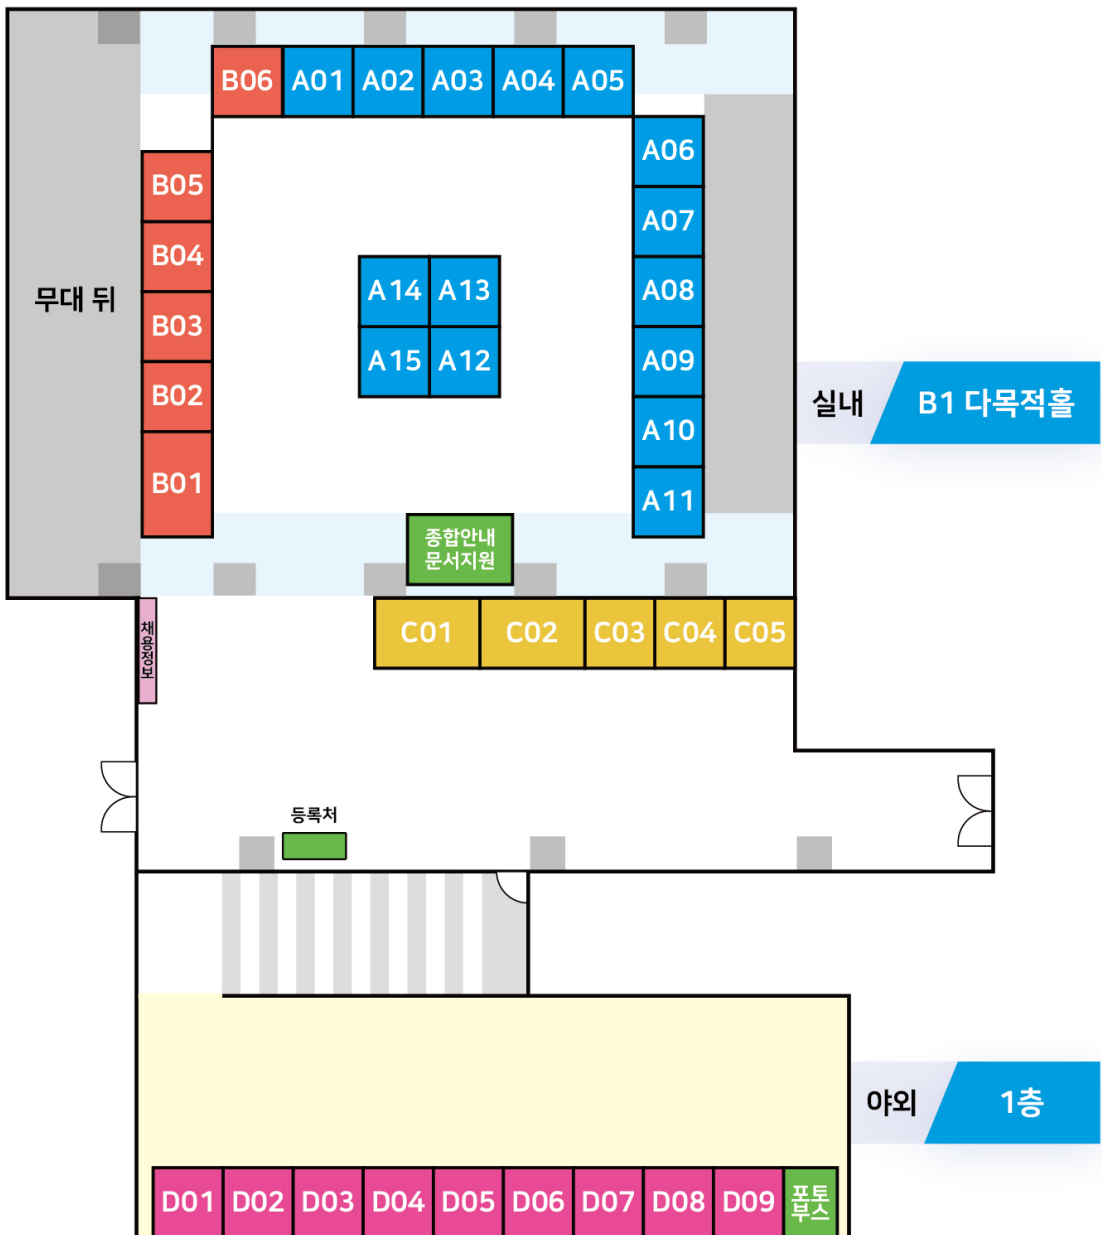 B06 A01 A02 A03 A04 A05
A06
B05
A07
B04
무대 뒤
A14 A13
A08
B03
A15 A12
A09
B02
실내 B1 다목적홀
A10
B01
A11
종합안내
문서지원
C01 C02 C03 C04 C05
채용정보
등록처
야외 1층
D01 D02 D03 D04 D05 D06 D07 D08 D09
포토
부스